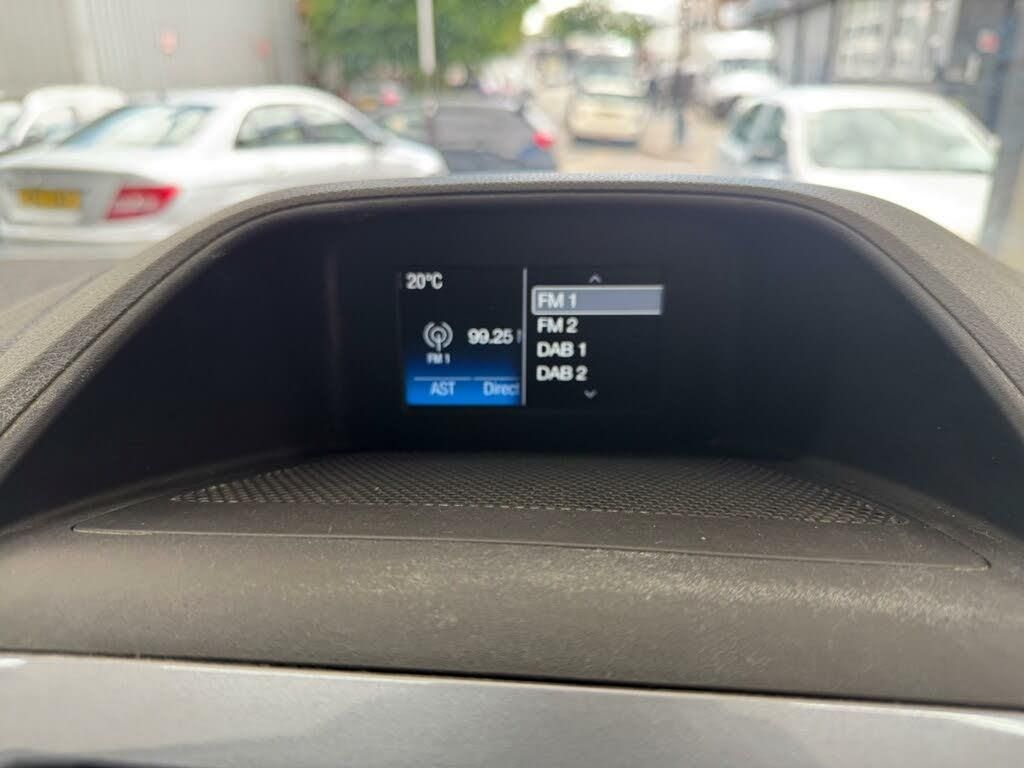 20°C
99.25
FM 1
AST Direct
FM 1
FM 2
DAB 1
DAB 2